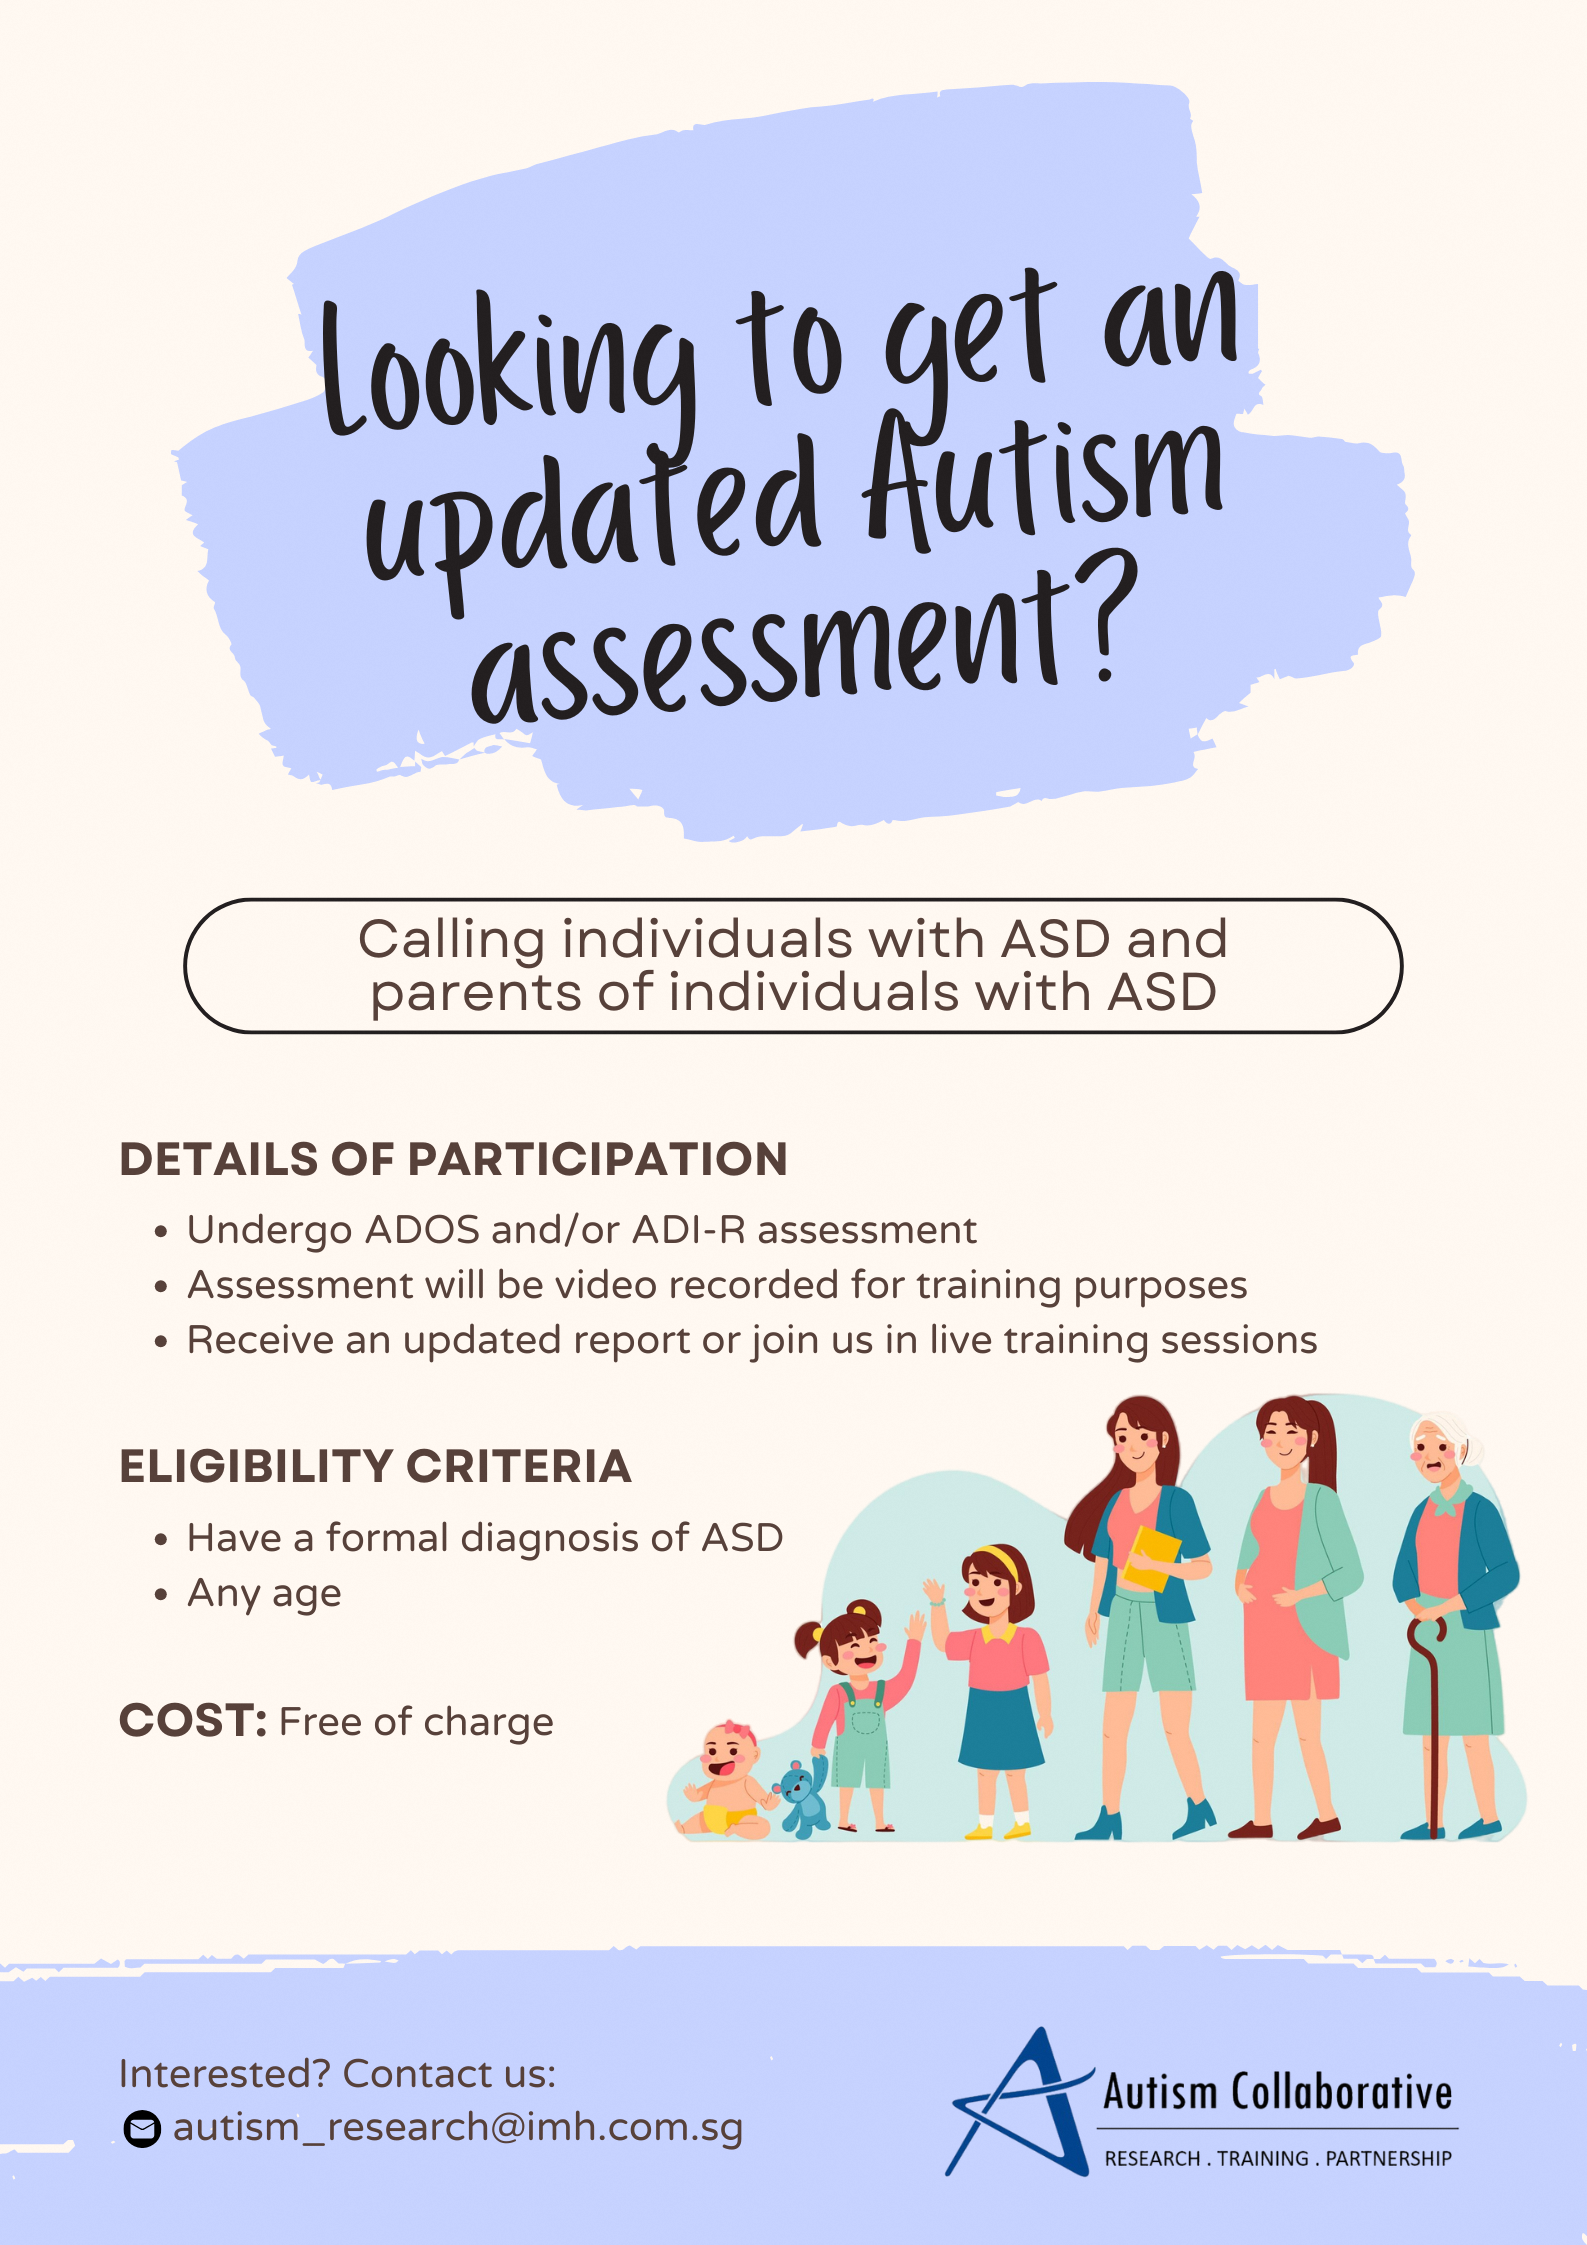 Looking to get an
updated Autism
assessment?
Calling individuals with ASD and
parents of individuals with ASD
DETAILS OF PARTICIPATION
• Undergo ADOS and/or ADI-R assessment
• Assessment will be video recorded for training purposes
• Receive an updated report or join us in live training sessions
ELIGIBILITY CRITERIA
• Have a formal diagnosis of ASD
• Any age
COST: Free of charge
Interested? Contact us:
autism_research@imh.com.sg
Autism Collaborative
RESEARCH . TRAINING . PARTNERSHIP